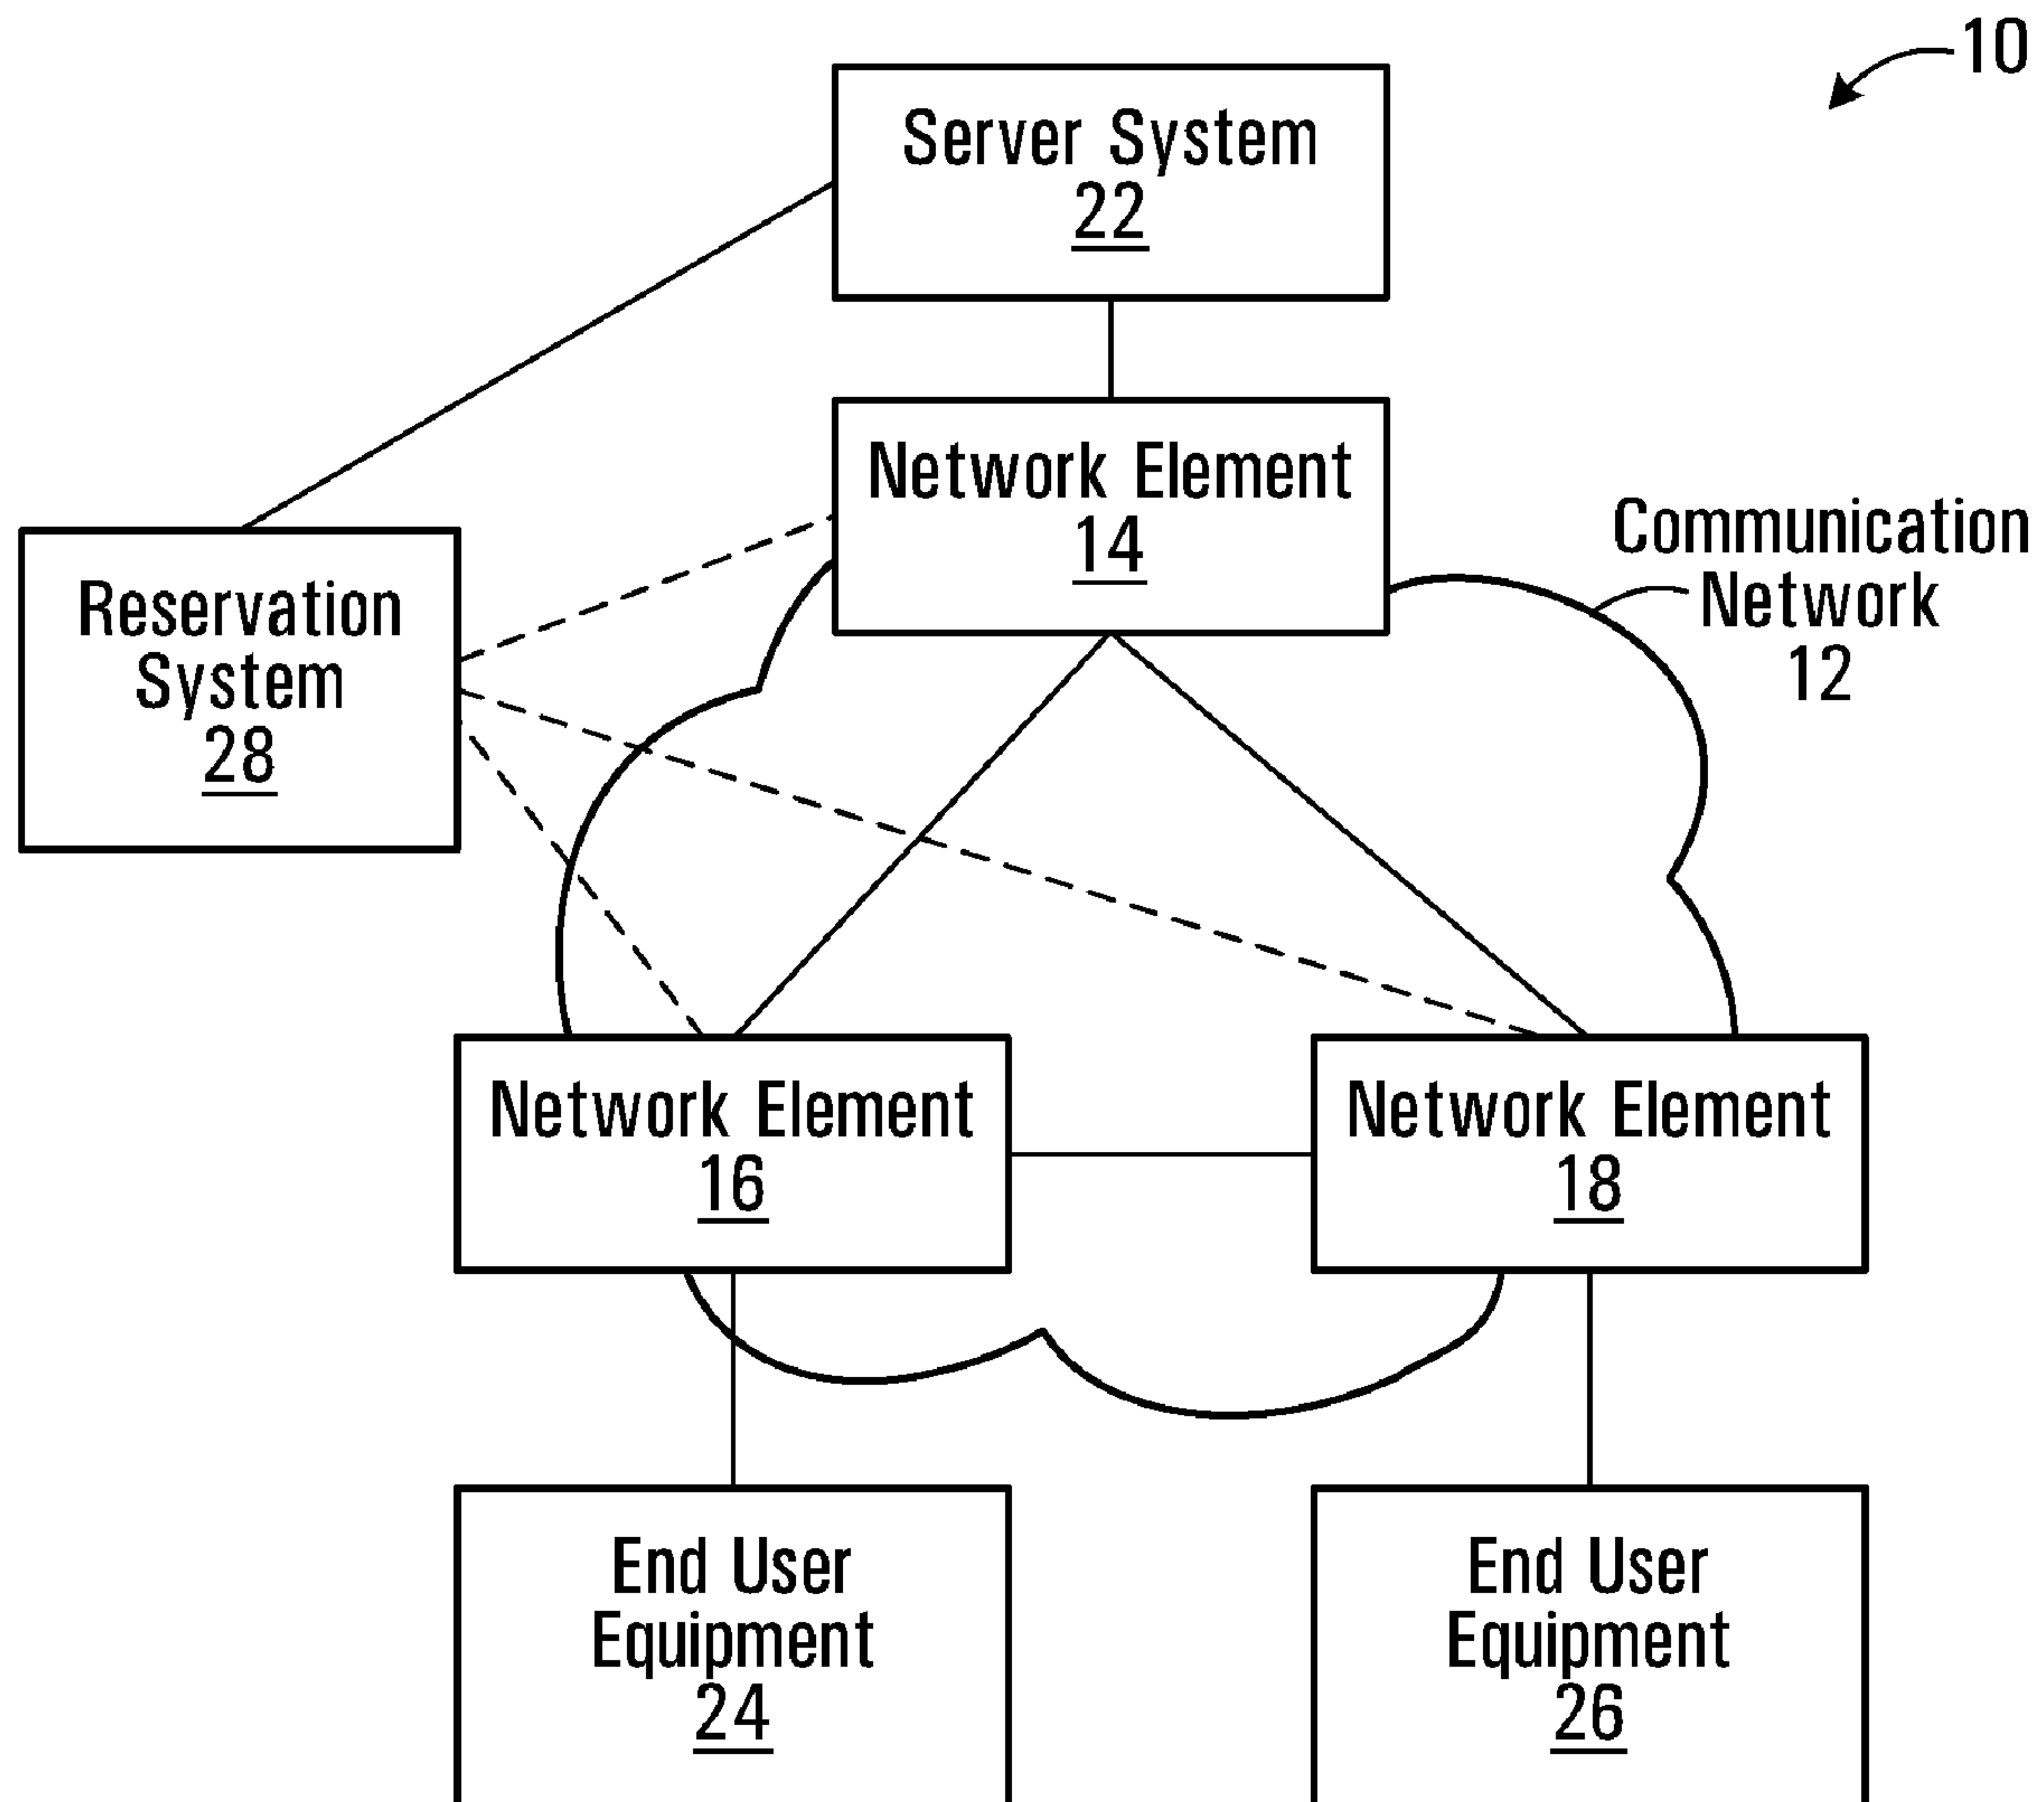 10
Server System
22
Network Element
14
Communication
Network
12
Reservation
System
28
Network Element
16
Network Element
18
End User
Equipment
24
End User
Equipment
26